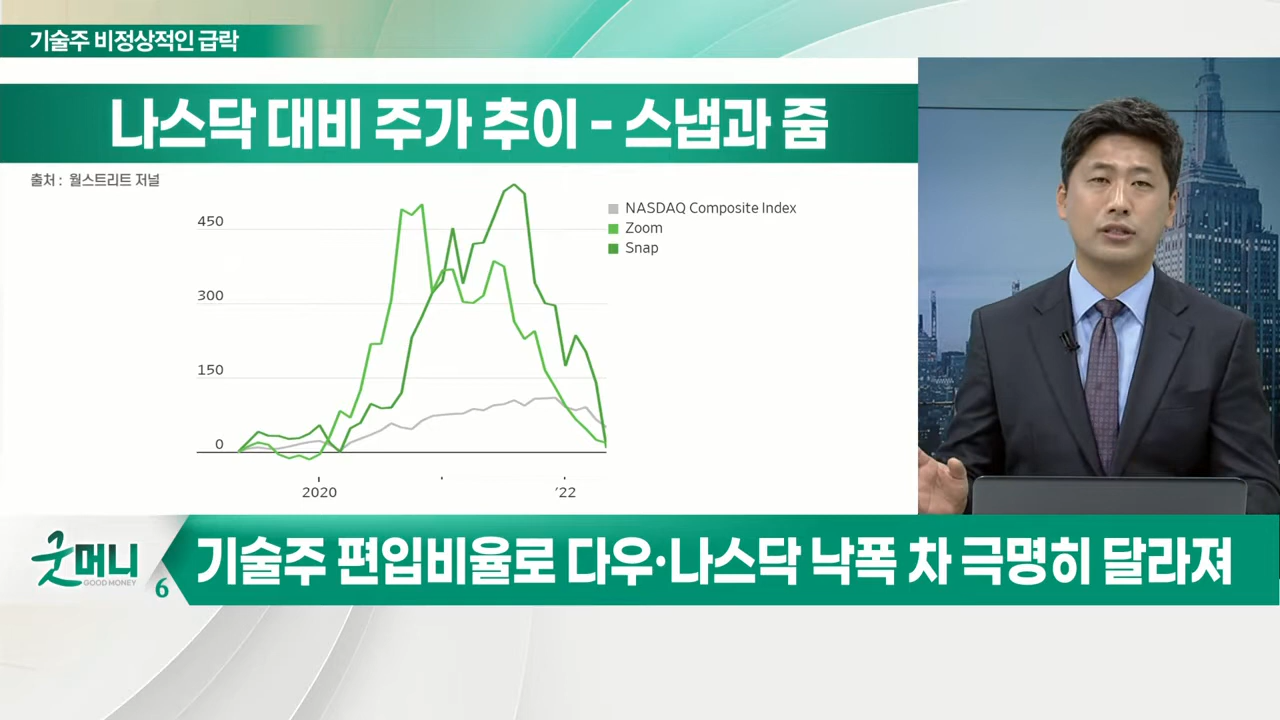 기술주 비정상적인 급락
나스닥 대비 주가 추이 - 스냅과 줌
출처 : 월스트리트 저널
NASDAQ Composite Index
Zoom
Snap
450
300
150
0
2020
’22
굿머니
GOOD MONEY
6
기술주 편입비율로 다우·나스닥 낙폭 차 극명히 달라져